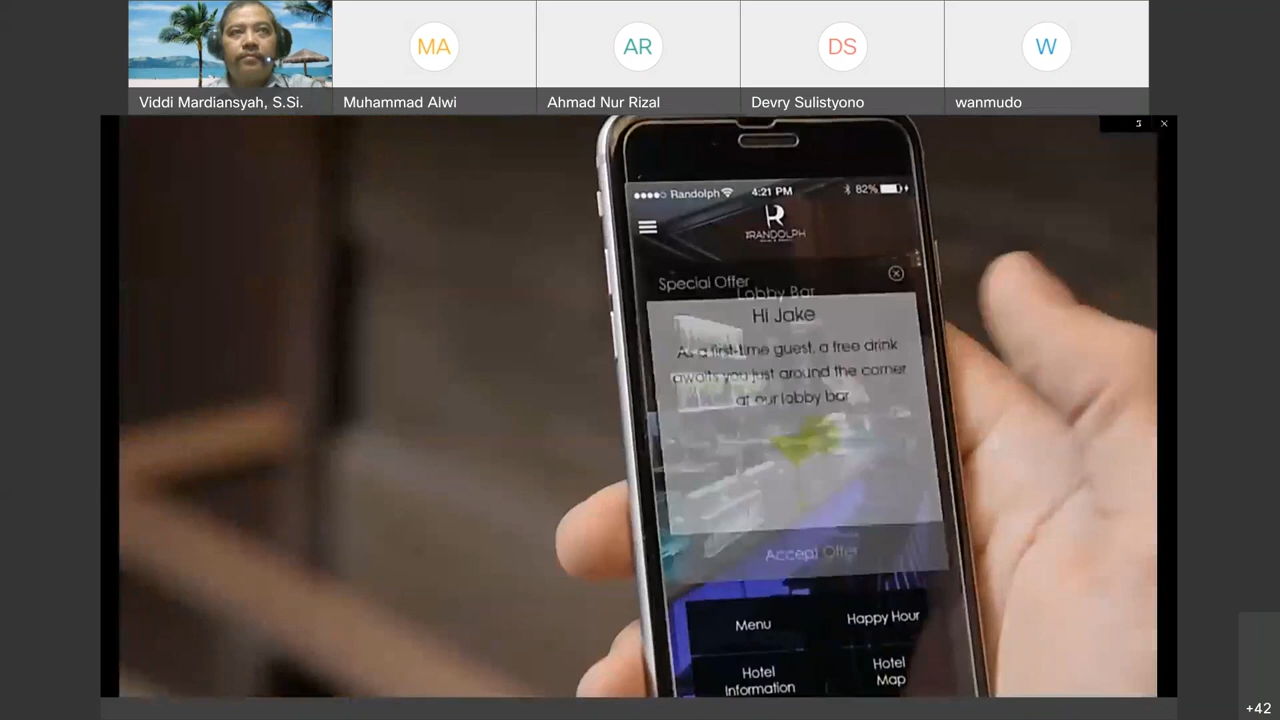 MA
AR
DS
W
Viddi Mardiansyah, S.Si.
Muhammad Alwi
Ahmad Nur Rizal
Devry Sulistyono
wanmudo
Randolph
4:21 PM
82%
RANDOLPH
Special Offer
Lobby Bar
Hi Jake
As a first-time guest, a free drink
awaits you just around the corner
at our lobby bar
Accept Offer
Menu
Happy Hour
Hotel
Information
Hotel
Map
+42